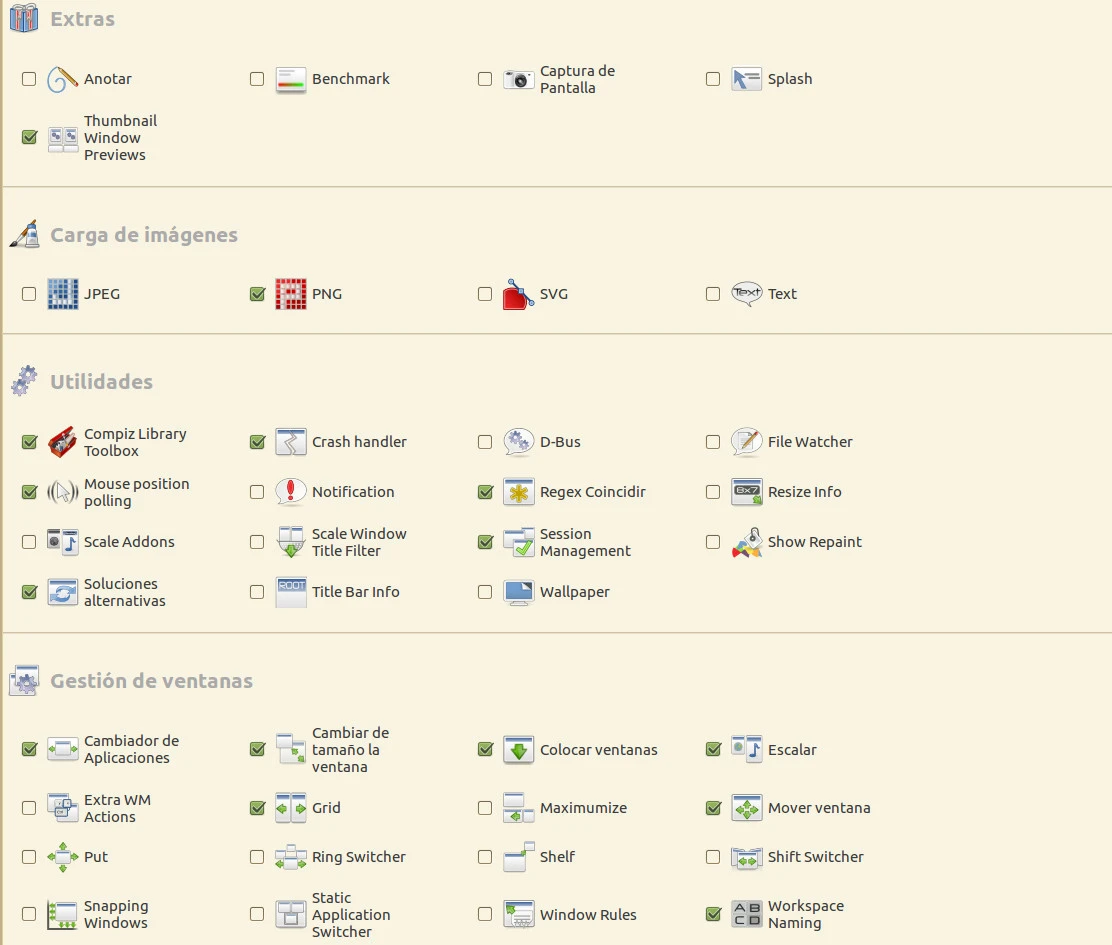 Extras
Anotar
Benchmark
Captura de
Pantalla
Splash
Thumbnail
Window
Previews
Carga de imágenes
JPEG
PNG
SVG
Text
Text
Utilidades
Compiz Library
Toolbox
Crash handler
D-Bus
File Watcher
Mouse position
polling
Notification
Regex Coincidir
8x7
Resize Info
Scale Addons
Scale Window
Title Filter
Session
Management
Show Repaint
Soluciones
alternativas
ROOT
Title Bar Info
Wallpaper
Gestión de ventanas
Cambiador de
Aplicaciones
Cambiar de
tamaño la
ventana
Colocar ventanas
Escalar
Extra WM
Actions
Grid
Maximumize
Mover ventana
Put
Ring Switcher
Shelf
Shift Switcher
Snapping
Windows
Static
Application
Switcher
Window Rules
A B
C D
Workspace
Naming